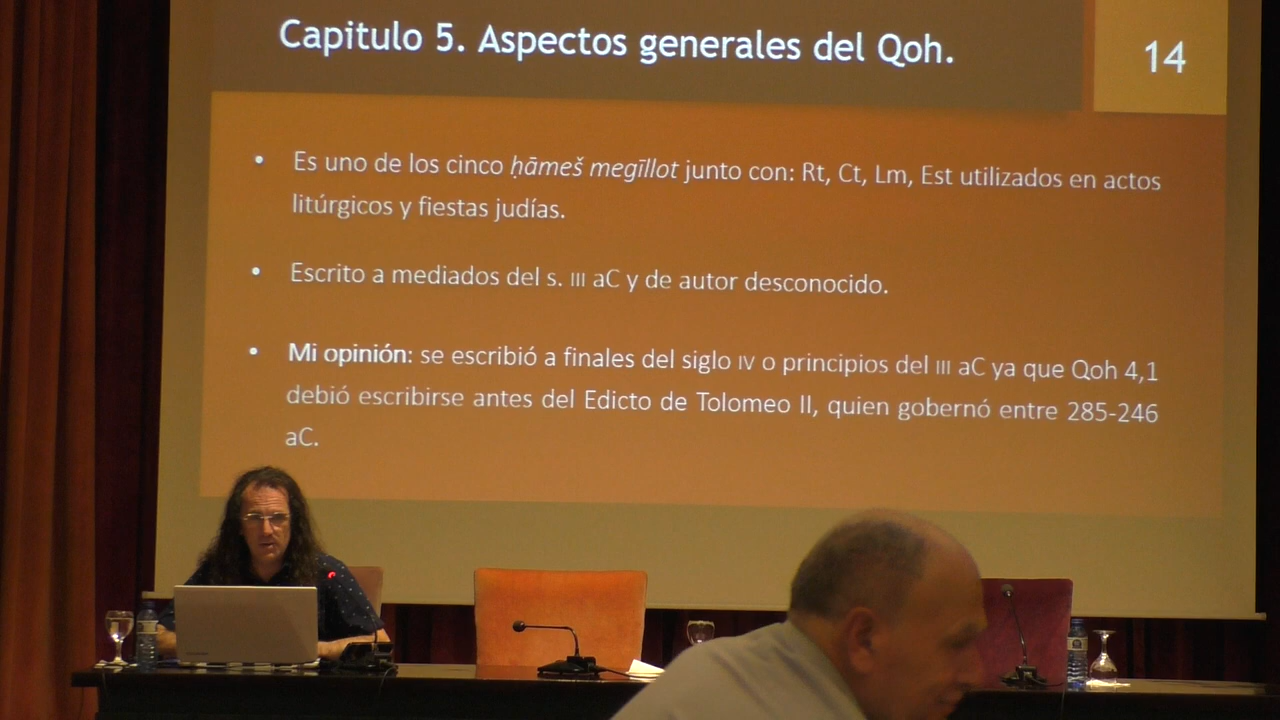 Capitulo 5. Aspectos generales del Qoh.
14
• Es uno de los cinco ḥāmeš megīllot junto con: Rt, Ct, Lm, Est utilizados en actos
litúrgicos y fiestas judías.
• Escrito a mediados del s. III aC y de autor desconocido.
• Mi opinión: se escribió a finales del siglo IV o principios del III aC ya que Qoh 4,1
debió escribirse antes del Edicto de Tolomeo II, quien gobernó entre 285-246
aC.